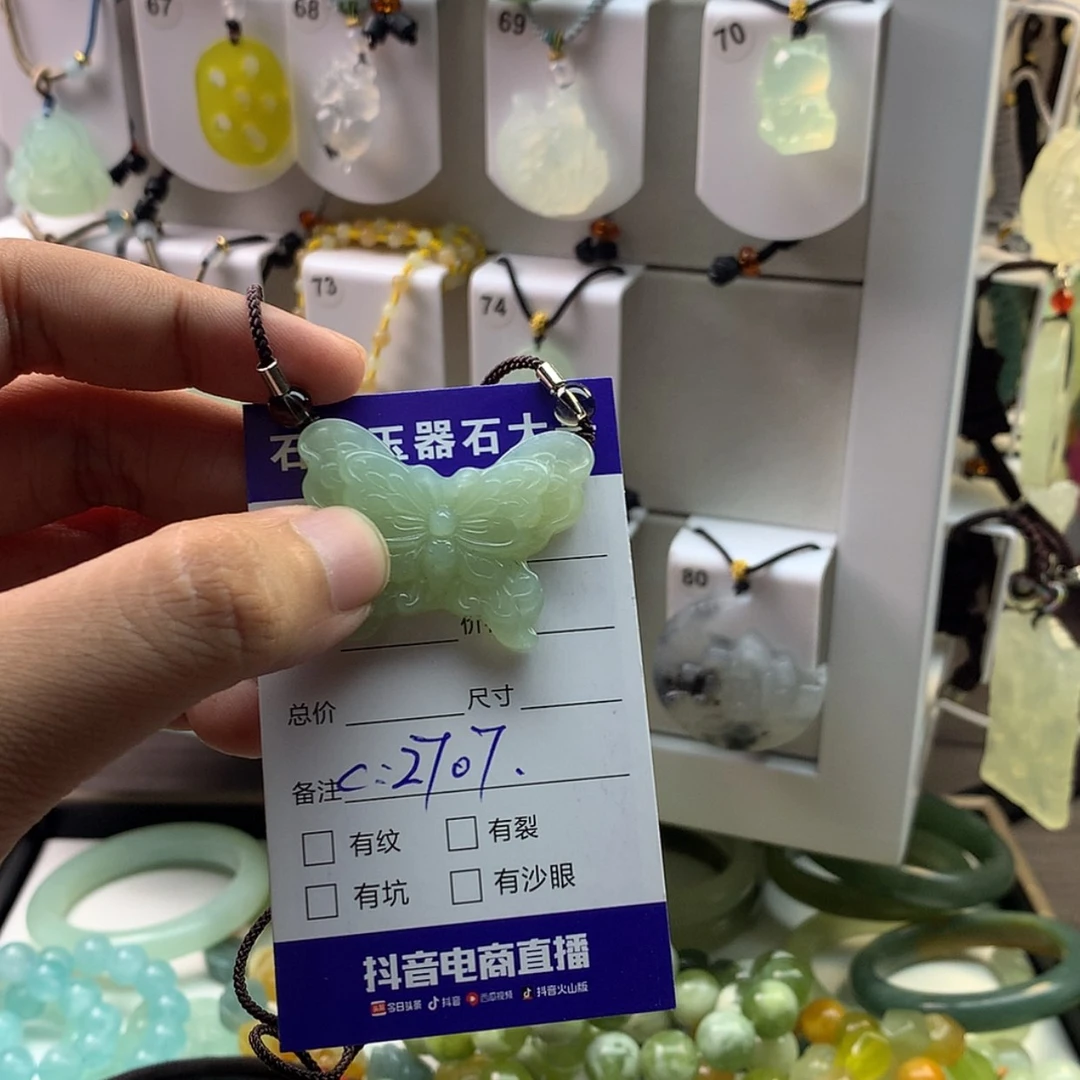 67
68
69
70
73
74
80
石 玉器石大
价
总价 尺寸
备注 C:2707.
有纹 有裂
有坑 有沙眼
抖音电商直播
今日头条 抖音 西瓜视频 抖音火山版